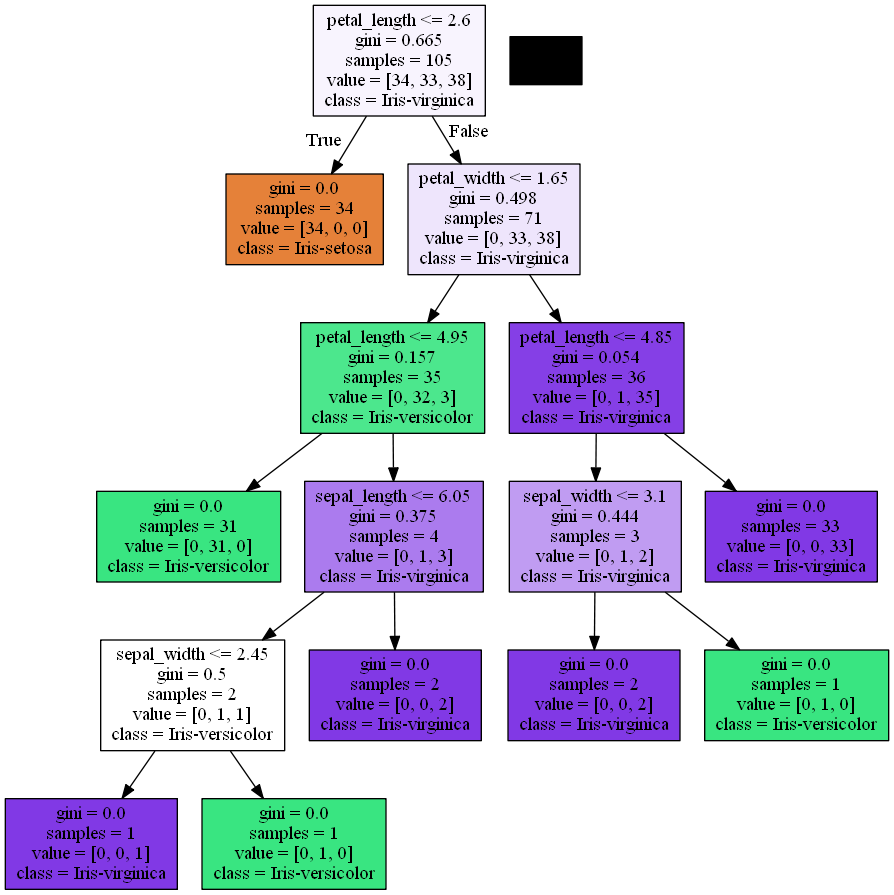 petal_length <= 2.6
gini = 0.665
samples = 105
value = [34, 33, 38]
class = Iris-virginica
True
False
gini = 0.0
samples = 34
value = [34, 0, 0]
class = Iris-setosa
petal_width <= 1.65
gini = 0.498
samples = 71
value = [0, 33, 38]
class = Iris-virginica
petal_length <= 4.95
gini = 0.157
samples = 35
value = [0, 32, 3]
class = Iris-versicolor
petal_length <= 4.85
gini = 0.054
samples = 36
value = [0, 1, 35]
class = Iris-virginica
gini = 0.0
samples = 31
value = [0, 31, 0]
class = Iris-versicolor
sepal_length <= 6.05
gini = 0.375
samples = 4
value = [0, 1, 3]
class = Iris-virginica
sepal_width <= 3.1
gini = 0.444
samples = 3
value = [0, 1, 2]
class = Iris-virginica
gini = 0.0
samples = 33
value = [0, 0, 33]
class = Iris-virginica
sepal_width <= 2.45
gini = 0.5
samples = 2
value = [0, 1, 1]
class = Iris-versicolor
gini = 0.0
samples = 2
value = [0, 0, 2]
class = Iris-virginica
gini = 0.0
samples = 2
value = [0, 0, 2]
class = Iris-virginica
gini = 0.0
samples = 1
value = [0, 1, 0]
class = Iris-versicolor
gini = 0.0
samples = 1
value = [0, 0, 1]
class = Iris-virginica
gini = 0.0
samples = 1
value = [0, 1, 0]
class = Iris-versicolor